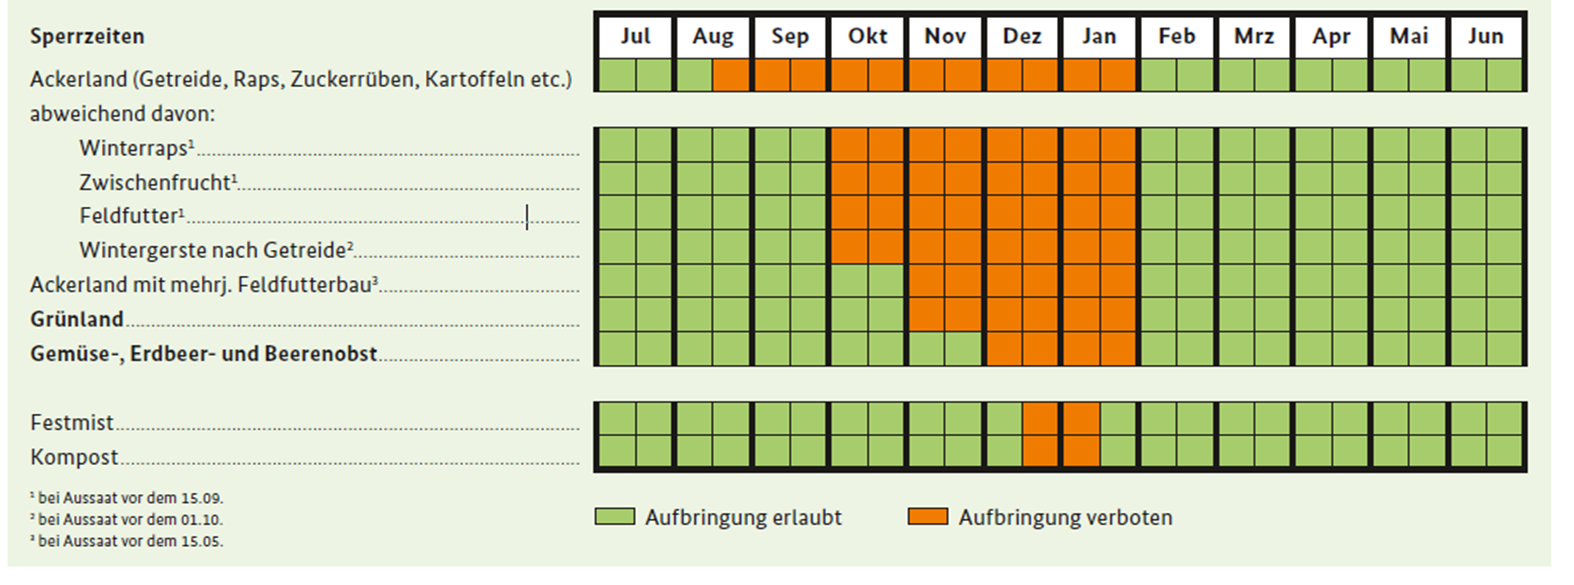 Sperrzeiten Jul Aug Sep Okt Nov Dez Jan Feb Mrz Apr Mai Jun
Ackerland (Getreide, Raps, Zuckerrüben, Kartoffeln etc.)
abweichend davon:
Winterraps¹
Zwischenfrucht¹
Feldfutter¹
Wintergerste nach Getreide²
Ackerland mit mehrj. Feldfutterbau³
Grünland
Gemüse-, Erdbeer- und Beerenobst
Festmist
Kompost
¹ bei Aussaat vor dem 15.09.
² bei Aussaat vor dem 01.10.
³ bei Aussaat vor dem 15.05.
Aufbringung erlaubt Aufbringung verboten